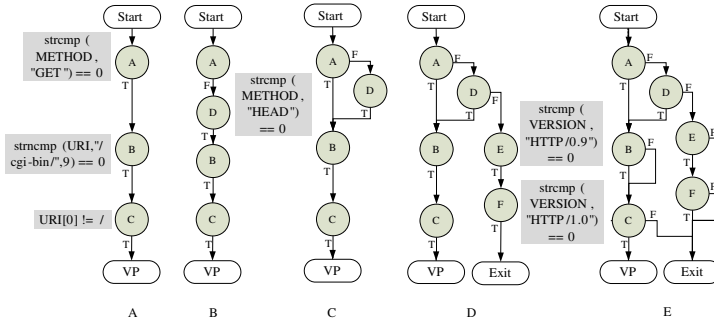 Start
Start
Start
Start
Start
strcmp (
METHOD ,
"GET") == 0
A
T
strncmp (URI,"/
cgi-bin/",9) == 0
B
T
URI[0] != /
C
T
VP
A
A
F
D
T
B
T
C
T
VP
B
strcmp (
METHOD ,
"HEAD")
== 0
A
F
T
D
T
B
T
C
T
VP
C
A
F
T
D
F
T
B
T
E
T
C
T
F
T
VP
Exit
D
strcmp (
VERSION ,
"HTTP/0.9")
== 0
strcmp (
VERSION ,
"HTTP/1.0")
== 0
A
F
T
D
F
T
B
F
T
E
F
T
C
F
T
F
F
T
VP
Exit
E